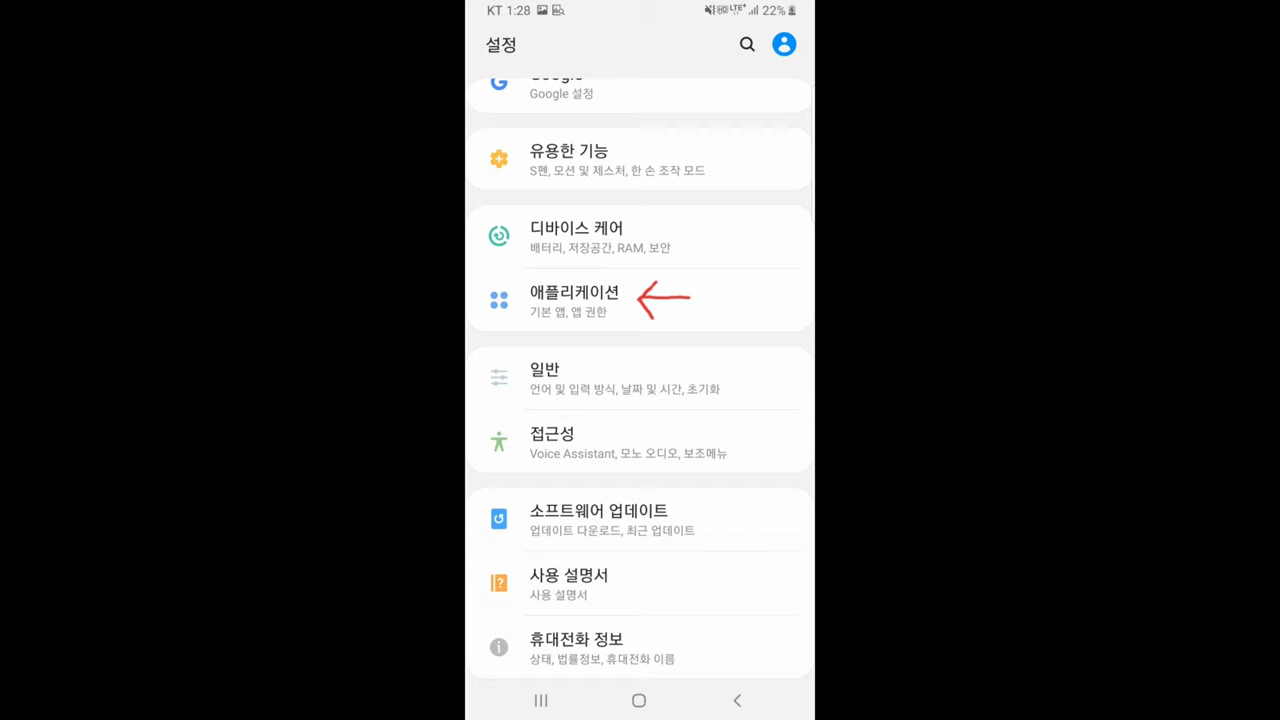 KT 1:28 LTE+ 22%
설정
Google
Google 설정
유용한 기능
S펜, 모션 및 제스처, 한 손 조작 모드
디바이스 케어
배터리, 저장공간, RAM, 보안
애플리케이션
기본 앱, 앱 권한
일반
언어 및 입력 방식, 날짜 및 시간, 초기화
접근성
Voice Assistant, 모노 오디오, 보조메뉴
소프트웨어 업데이트
업데이트 다운로드, 최근 업데이트
사용 설명서
사용 설명서
휴대전화 정보
상태, 법률정보, 휴대전화 이름